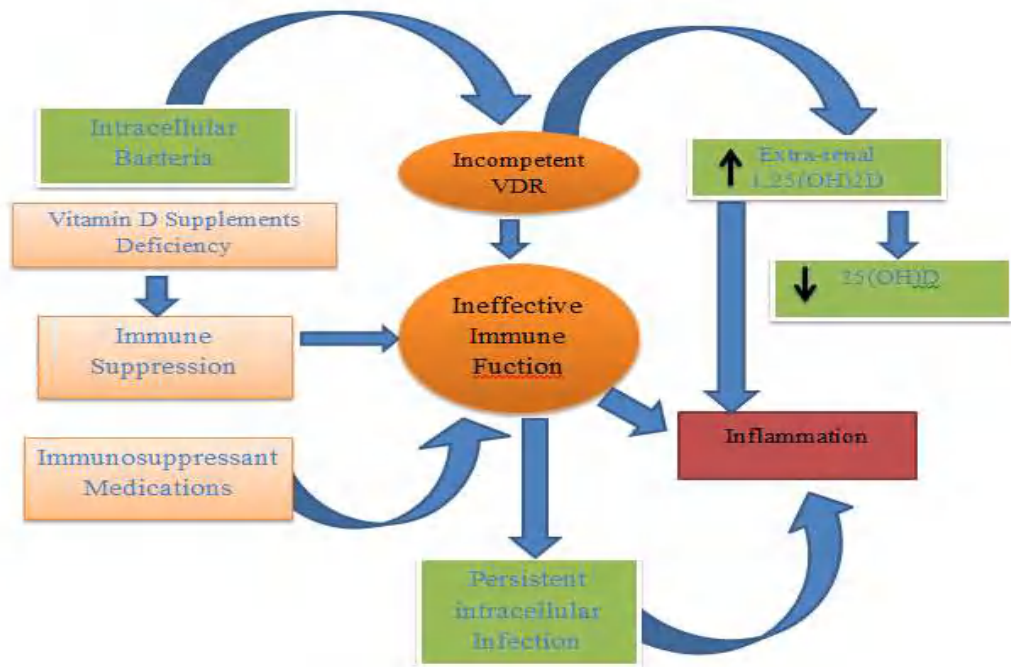 Intracellular
Bacteria
Incompetent
VDR
Extra-renal
1,25(OH)2D
Vitamin D Supplements
Deficiency
25(OH)D
Ineffective
Immune
Fuction
Immune
Suppression
Inflammation
Immunosuppressant
Medications
Persistent
intracellular
Infection